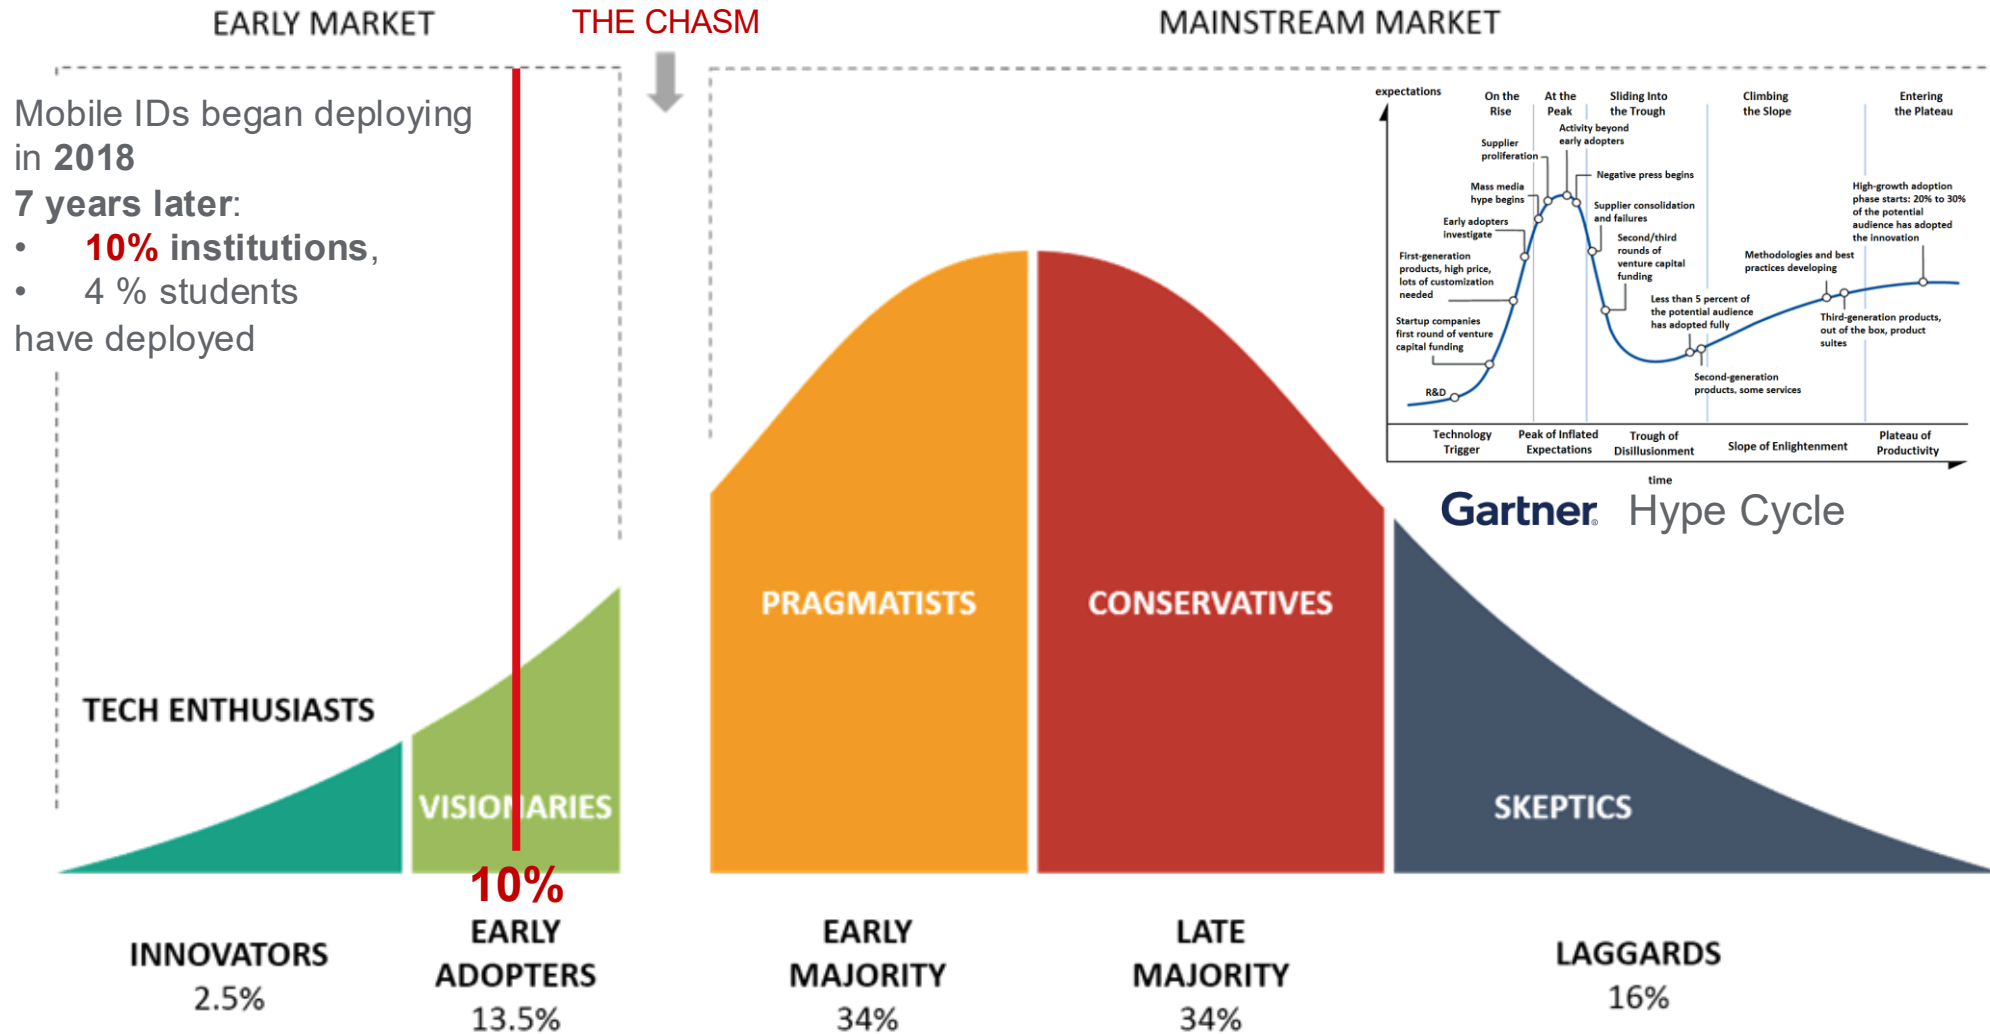 EARLY MARKET
THE CHASM
MAINSTREAM MARKET
Mobile IDs began deploying
in 2018
7 years later:
• 10% institutions,
• 4 % students
have deployed
expectations
On the
Rise
At the
Peak
Sliding Into
the Trough
Climbing
the Slope
Entering
the Plateau
Activity beyond
early adopters
Supplier
proliferation
Negative press begins
Mass media
hype begins
Supplier consolidation
and failures
Early adopters
investigate
Second/third
rounds of
venture capital
funding
First-generation
products, high price,
lots of customization
needed
Less than 5 percent of
the potential audience
has adopted fully
Startup companies
first round of venture
capital funding
R&D
Second-generation
products, some services
Methodologies and best
practices developing
Third-generation products,
out of the box, product
suites
High-growth adoption
phase starts: 20% to 30%
of the potential
audience has adopted
the innovation
Technology
Trigger
Peak of Inflated
Expectations
Trough of
Disillusionment
Slope of Enlightenment
Plateau of
Productivity
time
Gartner® Hype Cycle
TECH ENTHUSIASTS
VISIONARIES
PRAGMATISTS
CONSERVATIVES
SKEPTICS
10%
INNOVATORS
2.5%
EARLY
ADOPTERS
13.5%
EARLY
MAJORITY
34%
LATE
MAJORITY
34%
LAGGARDS
16%